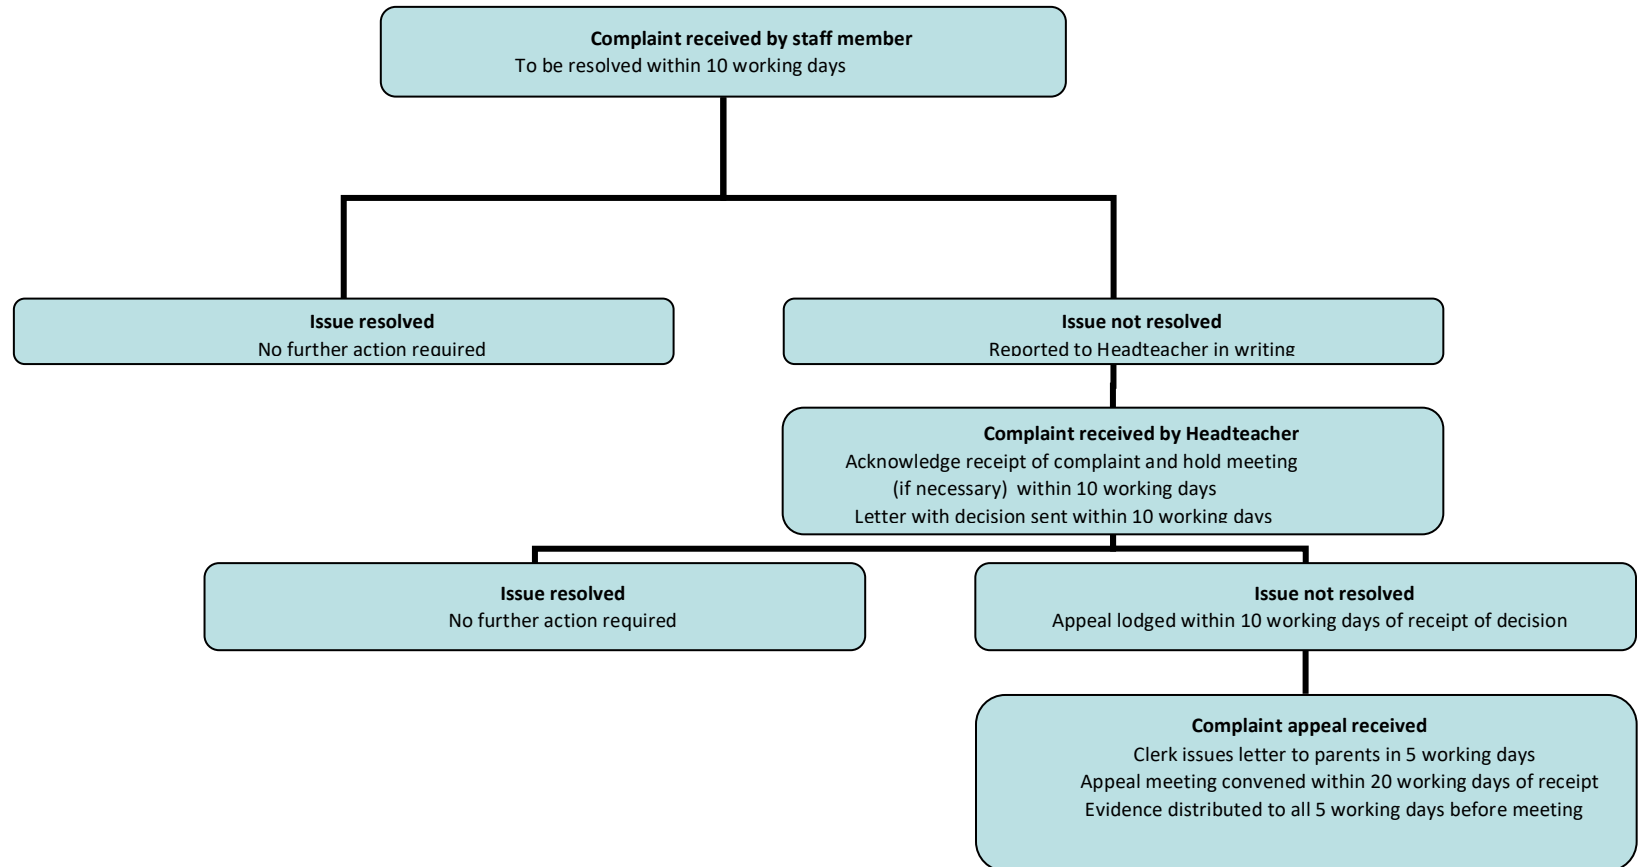 Complaint received by staff member
To be resolved within 10 working days
Issue resolved
No further action required
Issue not resolved
Reported to Headteacher in writing
Complaint received by Headteacher
Acknowledge receipt of complaint and hold meeting
(if necessary)  within 10 working days
Letter with decision sent within 10 working days
Issue resolved
No further action required
Issue not resolved
Appeal lodged within 10 working days of receipt of decision
Complaint appeal received
Clerk issues letter to parents in 5 working days
Appeal meeting convened within 20 working days of receipt
Evidence distributed to all 5 working days before meeting